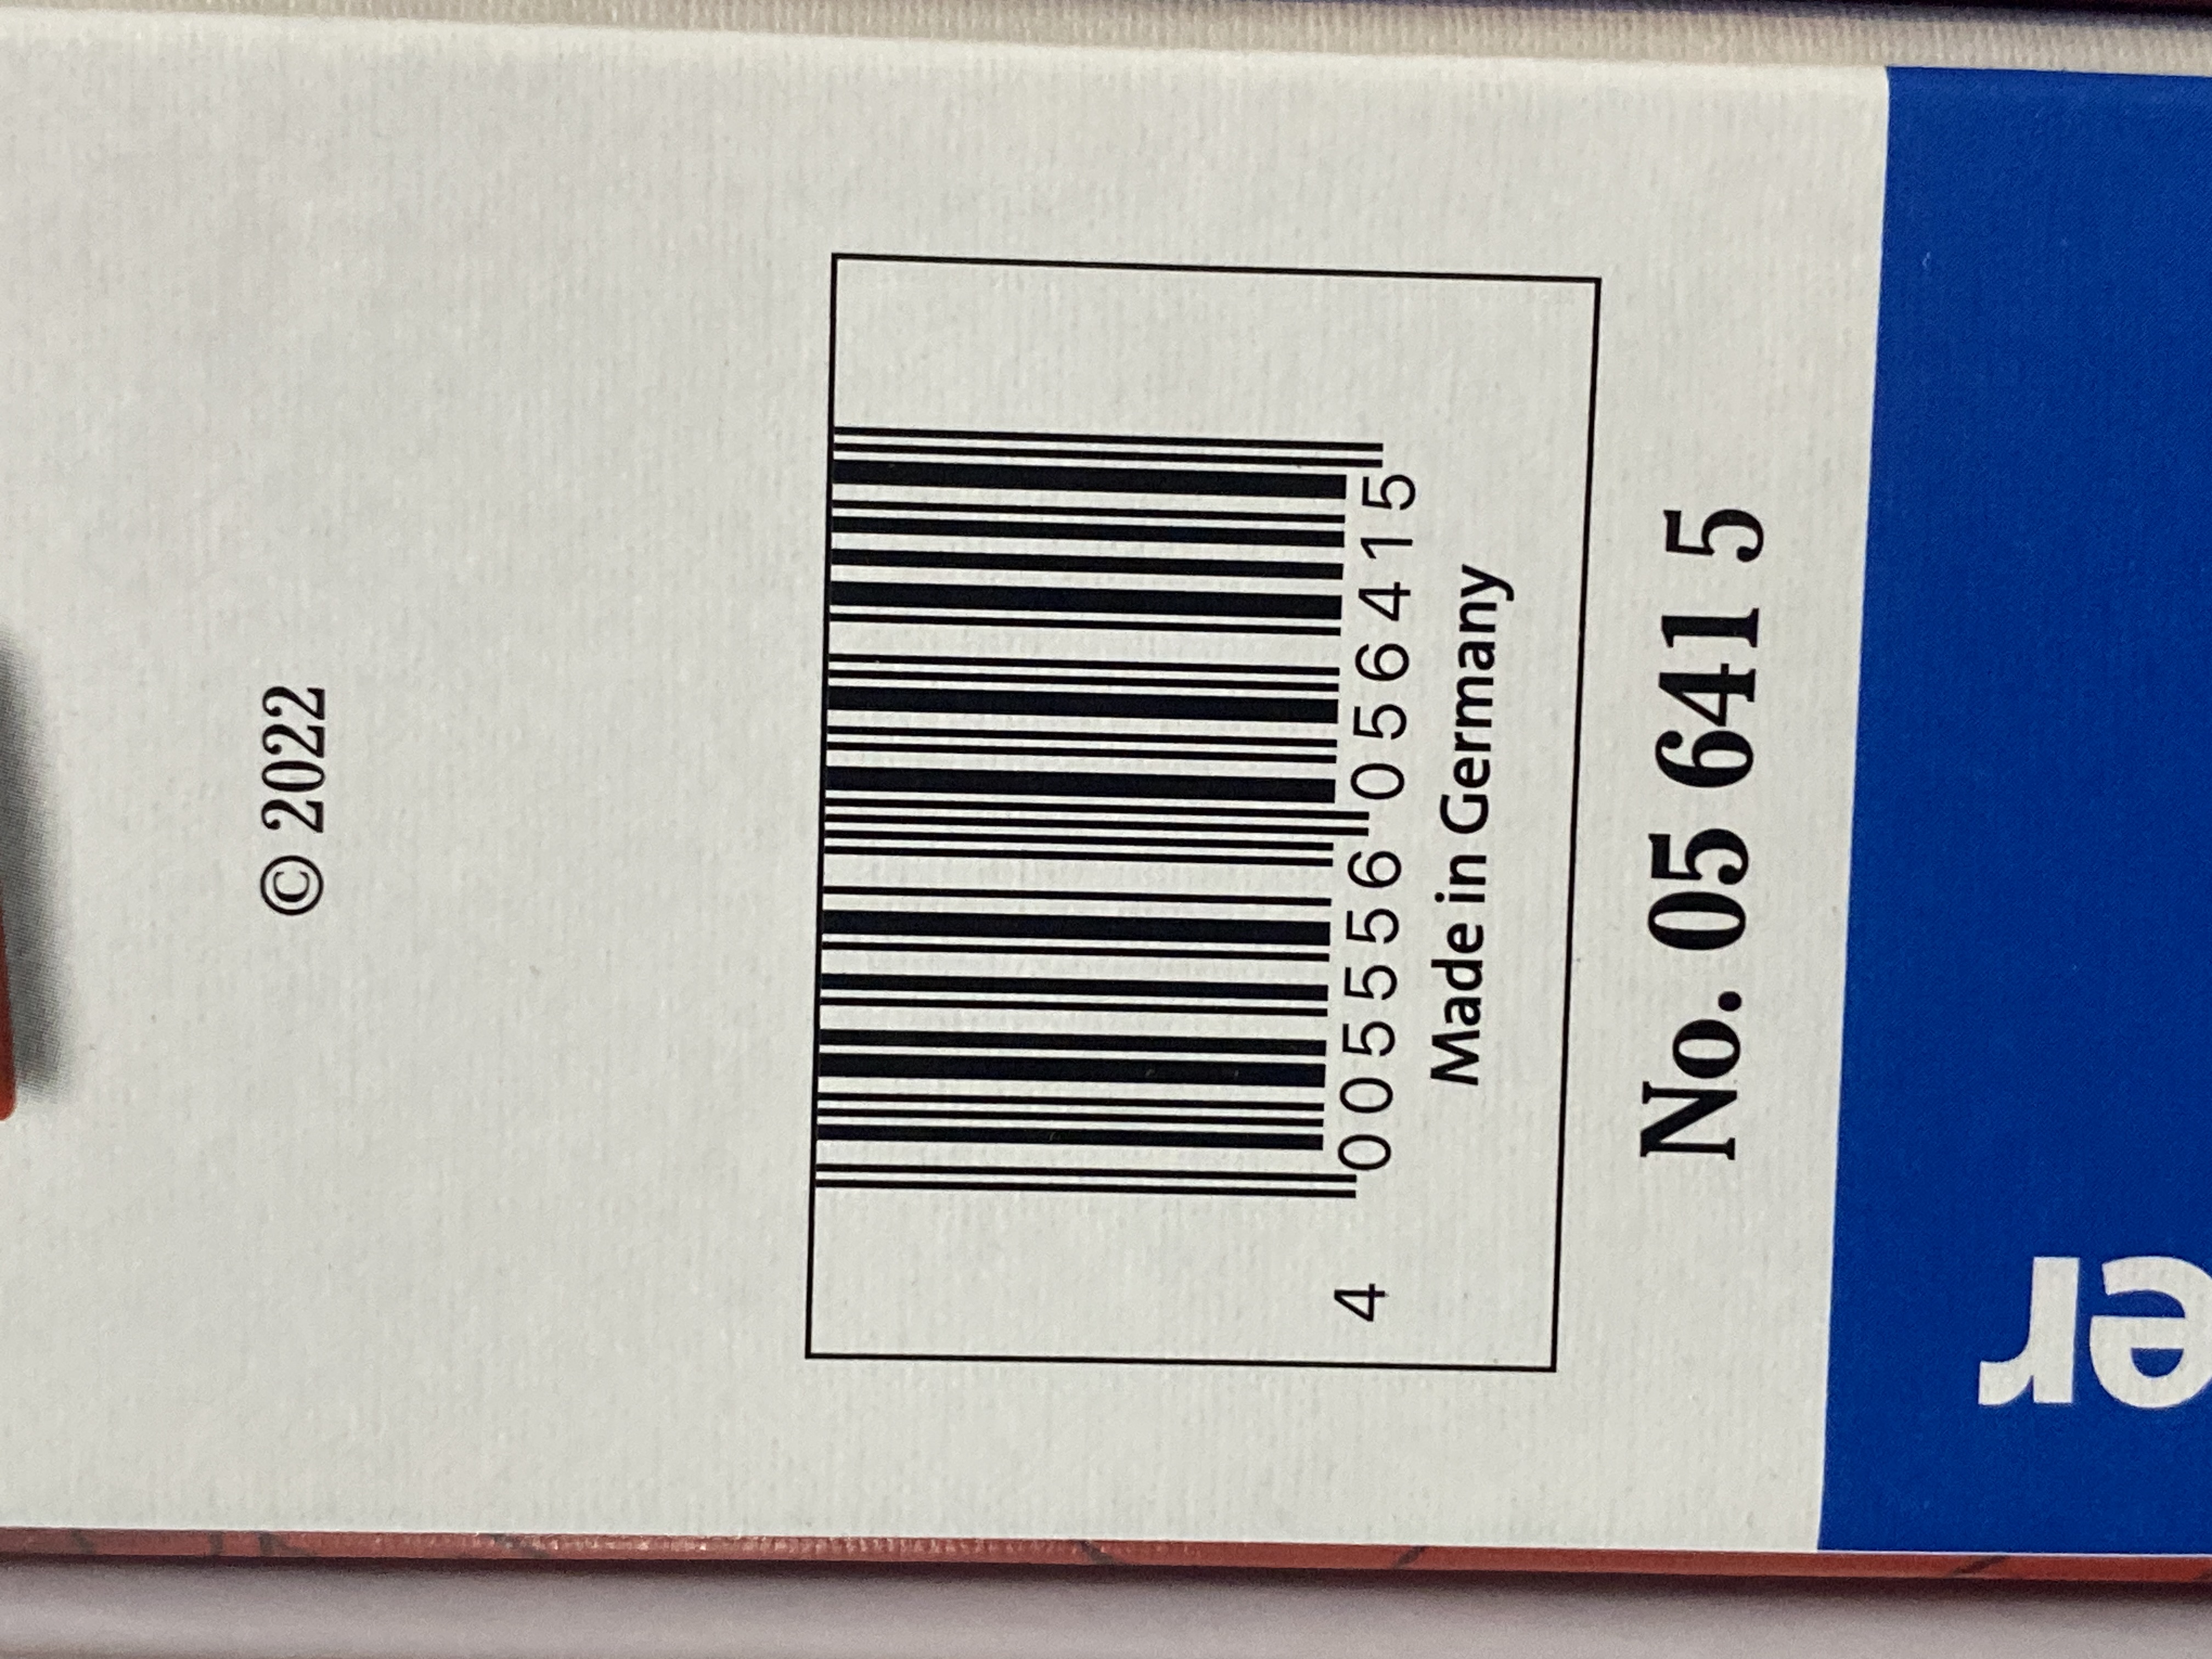 © 2022
4 005556 056415
Made in Germany
No. 05 641 5
er